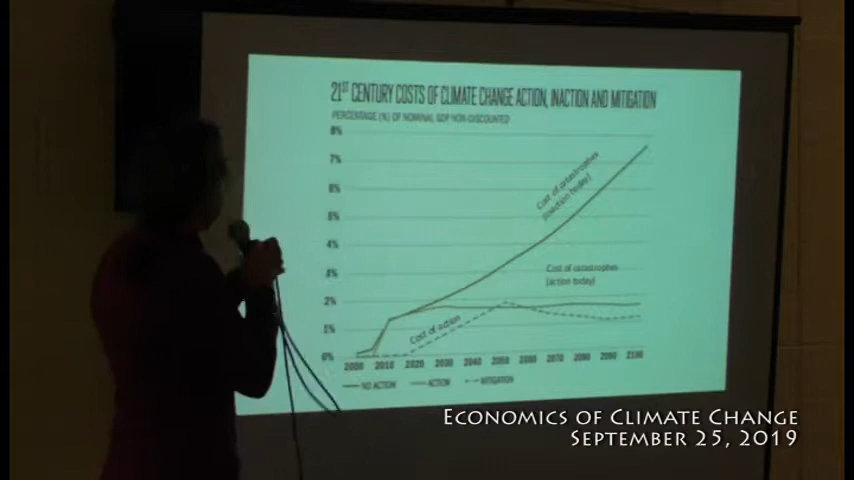 21ST CENTURY COSTS OF CLIMATE CHANGE ACTION, INACTION AND MITIGATION
PERCENTAGE (%) OF NOMINAL GDP NON-DISCOUNTED
8%
7%
6%
5%
4%
3%
2%
1%
0%
Cost of catastrophes
(inaction today)
Cost of catastrophes
(action today)
Cost of action
2000 2010 2020 2030 2040 2050 2060 2070 2080 2090 2100
NO ACTION ACTION MITIGATION
ECONOMICS OF CLIMATE CHANGE
SEPTEMBER 25, 2019